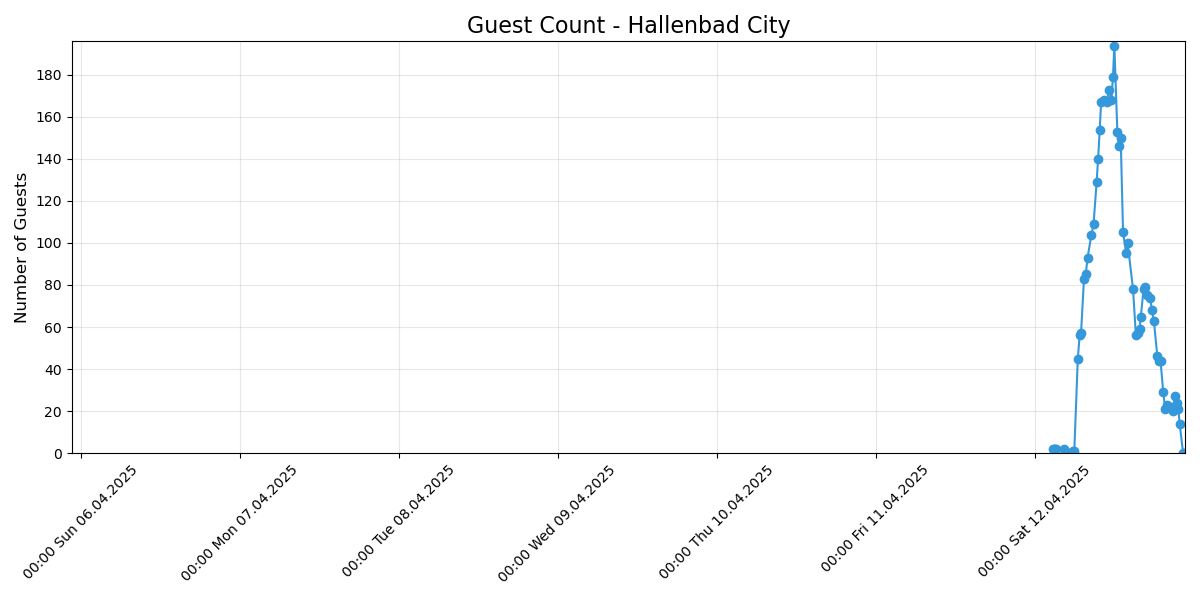 Guest Count - Hallenbad City
Number of Guests
180
160
140
120
100
80
60
40
20
0
00:00 Sun 06.04.2025
00:00 Mon 07.04.2025
00:00 Tue 08.04.2025
00:00 Wed 09.04.2025
00:00 Thu 10.04.2025
00:00 Fri 11.04.2025
00:00 Sat 12.04.2025